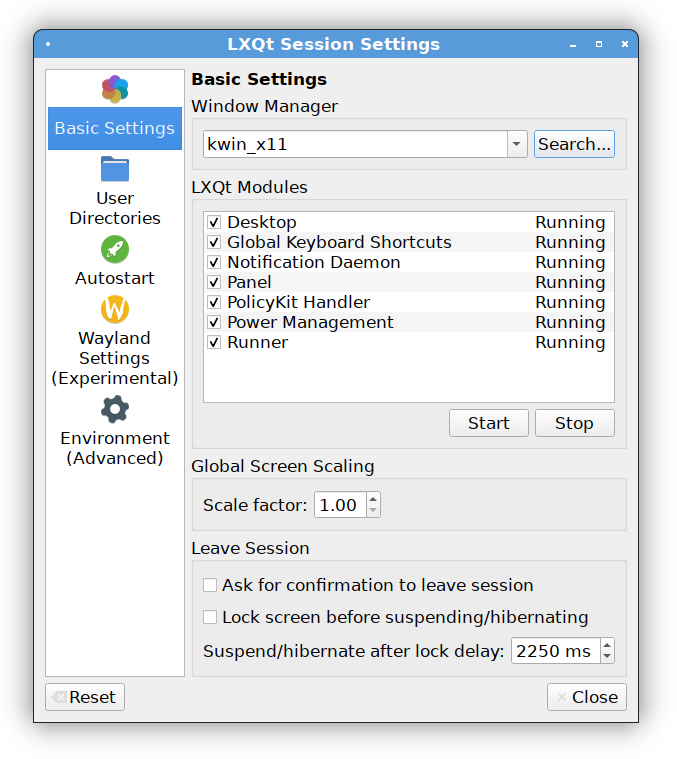 LXQt Session Settings
Basic Settings
User
Directories
Autostart
W
Wayland
Settings
(Experimental)
Environment
(Advanced)
Basic Settings
Window Manager
kwin_x11
Search...
LXQt Modules
Desktop Running
Global Keyboard Shortcuts Running
Notification Daemon Running
Panel Running
PolicyKit Handler Running
Power Management Running
Runner Running
Start Stop
Global Screen Scaling
Scale factor: 1.00
Leave Session
Ask for confirmation to leave session
Lock screen before suspending/hibernating
Suspend/hibernate after lock delay: 2250 ms
Reset Close